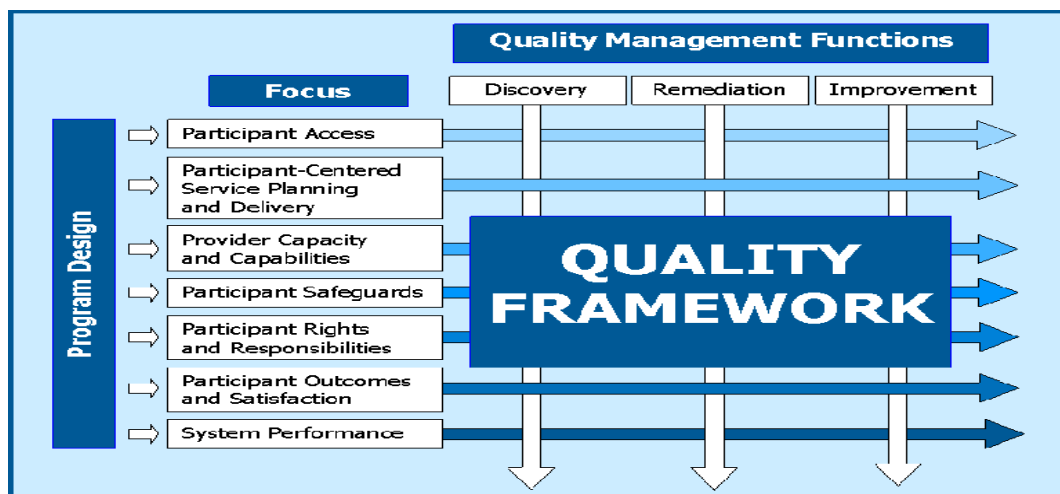 Quality Management Functions
Focus
Discovery
Remediation
Improvement
Program Design
Participant Access
Participant-Centered
Service Planning
and Delivery
Provider Capacity
and Capabilities
Participant Safeguards
Participant Rights
and Responsibilities
Participant Outcomes
and Satisfaction
System Performance
QUALITY
FRAMEWORK